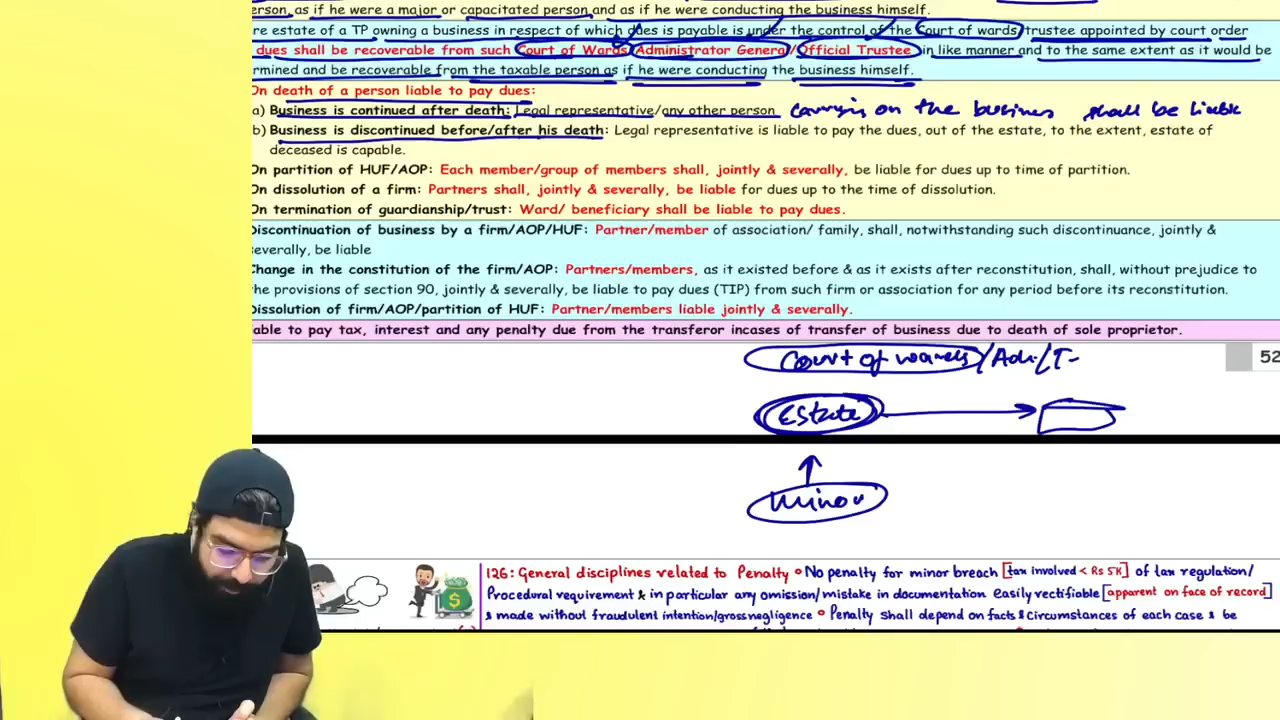 erson, as if he were a major or capacitated person and as if he were conducting the business himself.
re estate of a TP owning a business in respect of which dues is payable is under the control of the Court of wards/trustee appointed by court order
dues shall be recoverable from such Court of Wards/Administrator General/Official Trustee in like manner and to the same extent as it would be
rmined and be recoverable from the taxable person as if he were conducting the business himself.
On death of a person liable to pay dues:
a) Business is continued after death: Legal representative/any other person carrying on the business shall be liable
b) Business is discontinued before/after his death: Legal representative is liable to pay the dues, out of the estate, to the extent, estate of
deceased is capable.
On partition of HUF/AOP: Each member/group of members shall, jointly & severally, be liable for dues up to time of partition.
On dissolution of a firm: Partners shall, jointly & severally, be liable for dues up to the time of dissolution.
On termination of guardianship/trust: Ward/ beneficiary shall be liable to pay dues.
Discontinuation of business by a firm/AOP/HUF: Partner/member of association/ family, shall, notwithstanding such discontinuance, jointly &
severally, be liable
Change in the constitution of the firm/AOP: Partners/members, as it existed before & as it exists after reconstitution, shall, without prejudice to
the provisions of section 90, jointly & severally, be liable to pay dues (TIP) from such firm or association for any period before its reconstitution.
Dissolution of firm/AOP/partition of HUF: Partner/members liable jointly & severally.
able to pay tax, interest and any penalty due from the transferor incases of transfer of business due to death of sole proprietor.
Court of wards/Adm/T-
52
Estate
Minor
126: General disciplines related to Penalty No penalty for minor breach [tax involved < Rs 5K] of tax regulation/
Procedural requirement & in particular any omission/mistake in documentation easily rectifiable [apparent on face of record]
& made without fraudulent intention/gross negligence Penalty shall depend on facts & circumstances of each case & be